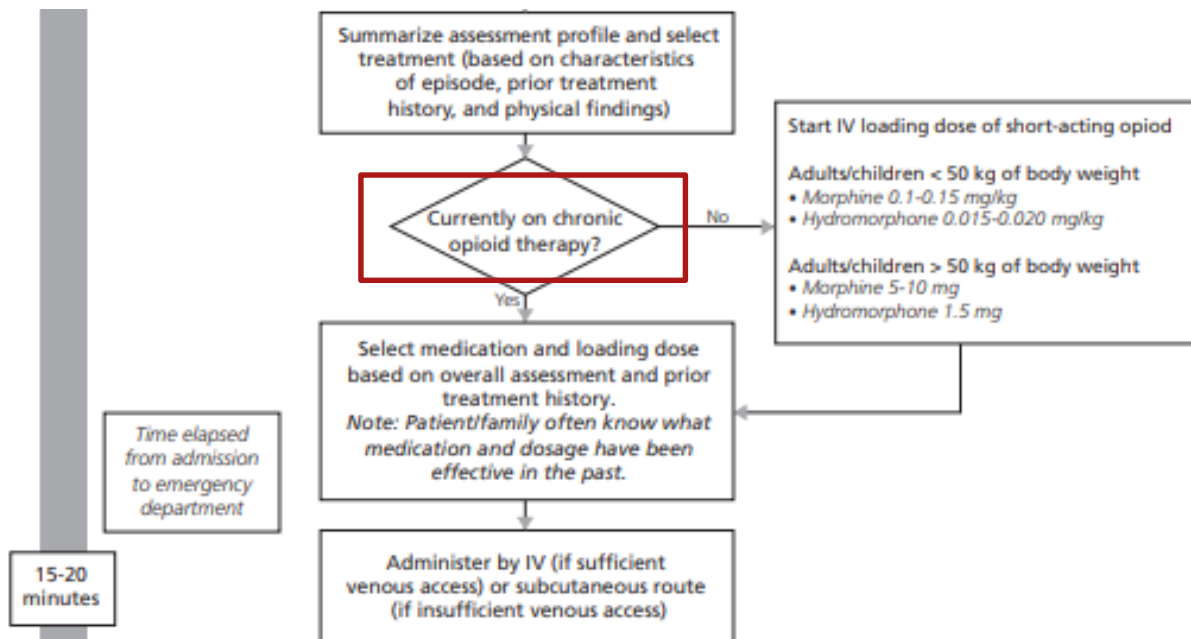 Summarize assessment profile and select
treatment (based on characteristics
of episode, prior treatment
history, and physical findings)
Currently on chronic
opioid therapy?
No
Start IV loading dose of short-acting opiod
Adults/children < 50 kg of body weight
• Morphine 0.1-0.15 mg/kg
• Hydromorphone 0.015-0.020 mg/kg
Adults/children > 50 kg of body weight
• Morphine 5-10 mg
• Hydromorphone 1.5 mg
Yes
Select medication and loading dose
based on overall assessment and prior
treatment history.
Note: Patient/family often know what
medication and dosage have been
effective in the past.
Time elapsed
from admission
to emergency
department
15-20
minutes
Administer by IV (if sufficient
venous access) or subcutaneous route
(if insufficient venous access)